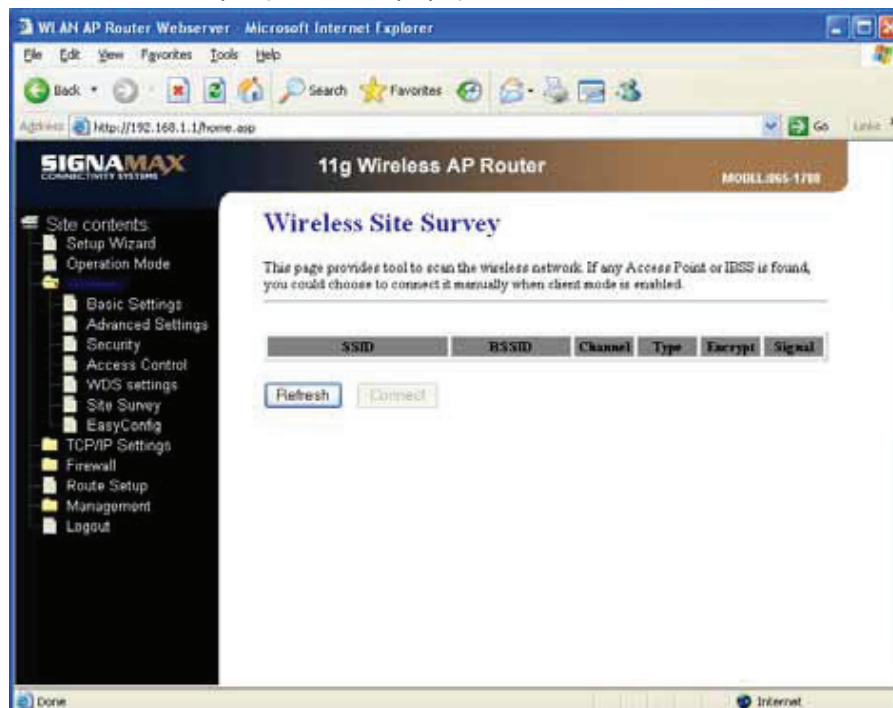 WLAN AP Router Webserver - Microsoft Internet Explorer
File Edit View Favorites Tools Help
Back Search Favorites
Address http://192.168.1.1/home.asp Go Links
SIGNAMAX
CONNECTIVITY SYSTEMS
11g Wireless AP Router
MODEL:065-1788
Site contents
Setup Wizard
Operation Mode
Basic Settings
Advanced Settings
Security
Access Control
WDS settings
Site Survey
EasyConfig
TCP/IP Settings
Firewall
Route Setup
Management
Logout
Wireless Site Survey
This page provides tool to scan the wireless network. If any Access Point or IBSS is found,
you could choose to connect it manually when client mode is enabled.
SSID BSSID Channel Type Encrypt Signal
Refresh Connect
Done Internet